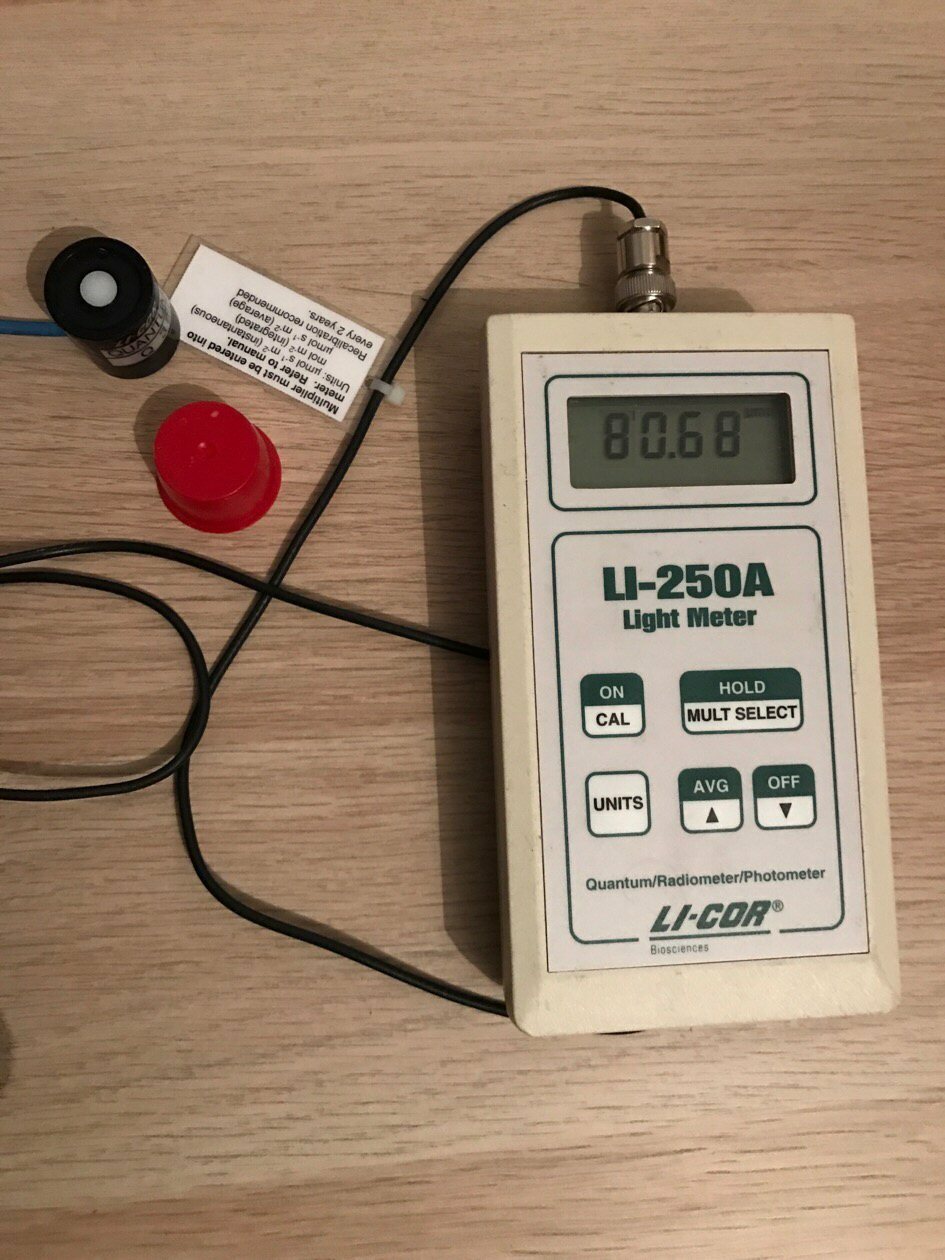 80.68
LI-250A
Light Meter
ON
CAL
HOLD
MULT SELECT
UNITS
AVG
▲
OFF
▼
Quantum/Radiometer/Photometer
LI-COR®
Biosciences
Multiplier must be entered into
meter. Refer to manual.
Units: µmol s-1 m-2 (instantaneous)
mol m-2 (integrated)
µmol s-1 m-2 (average)
Recalibration recommended
every 2 years.